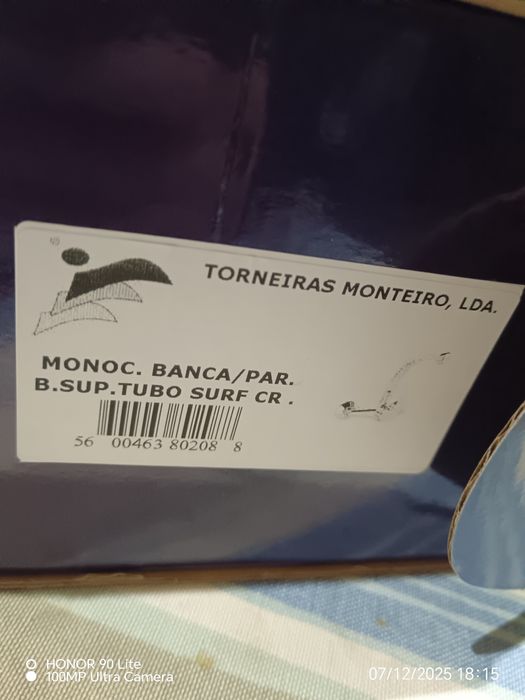 TORNEIRAS MONTEIRO, LDA.
MONOC. BANCA/PAR.
B.SUP.TUBO SURF CR .
56 00463 80208 8
HONOR 90 Lite
100MP Ultra Camera
07/12/2025 18:15